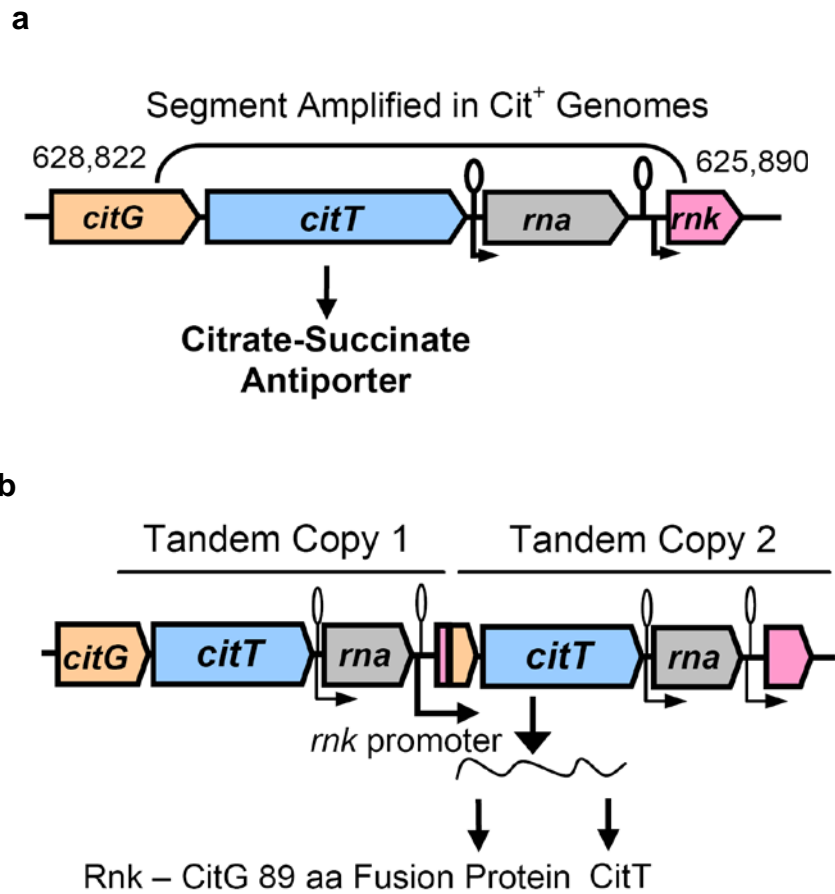 a
Segment Amplified in Cit+ Genomes
628,822
625,890
citG
citT
rna
rnk
Citrate-Succinate
Antiporter
b
Tandem Copy 1
Tandem Copy 2
citG
citT
rna
citT
rna
rnk promoter
Rnk – CitG 89 aa Fusion Protein
CitT